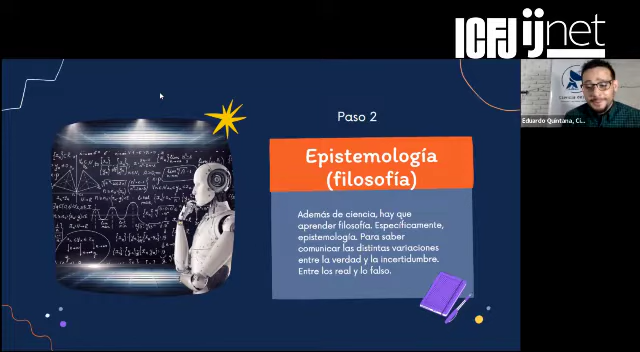 ICFJ ijnet
Paso 2
Epistemología
(filosofía)
Además de ciencia, hay que
aprender filosofía. Específicamente,
epistemología. Para saber
comunicar las distintas variaciones
entre la verdad y la incertidumbre.
Entre los real y lo falso.
Eduardo Quintana, Ci...